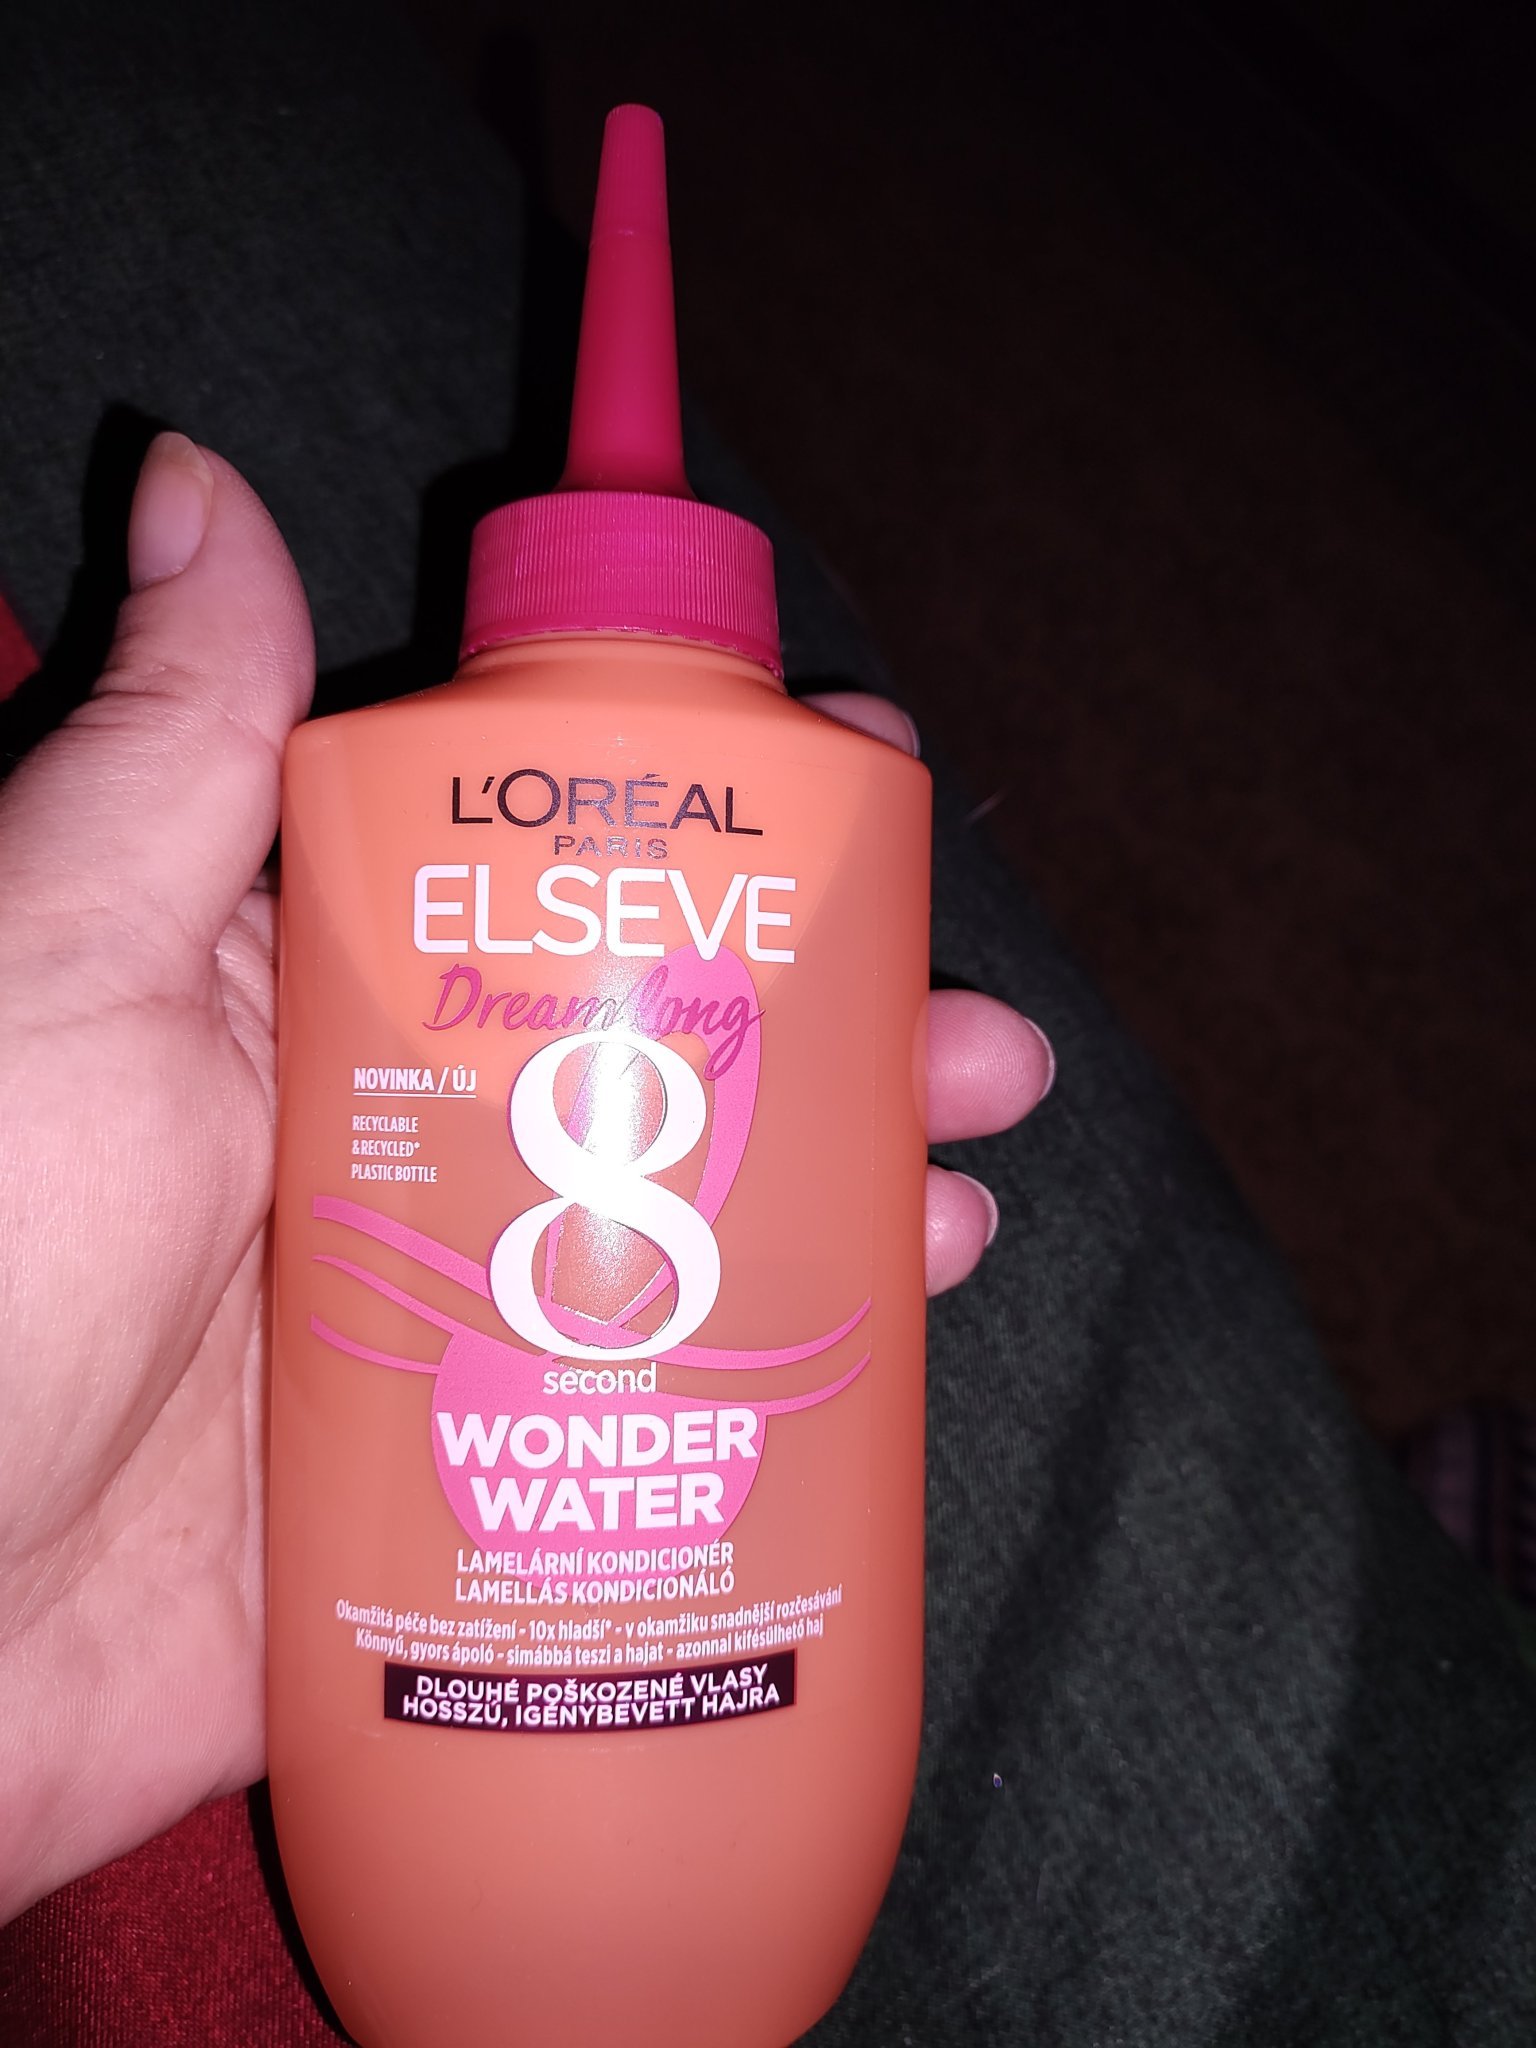 L'ORÉAL
PARIS
ELSEVE
Dream long
NOVINKA / ÚJ
RECYCLABLE
& RECYCLED*
PLASTIC BOTTLE
8
second
WONDER
WATER
LAMELÁRNÍ KONDICIONÉR
LAMELLÁS KONDICIONÁLÓ
Okamžitá péče bez zatížení - 10x hladší* - v okamžiku snadnější rozčesávání
Könnyű, gyors ápoló - simábbá teszi a hajat - azonnal kifésülhető haj
DLOUHÉ POŠKOZENÉ VLASY
HOSSZÚ, IGÉNYBEVETT HAJRA